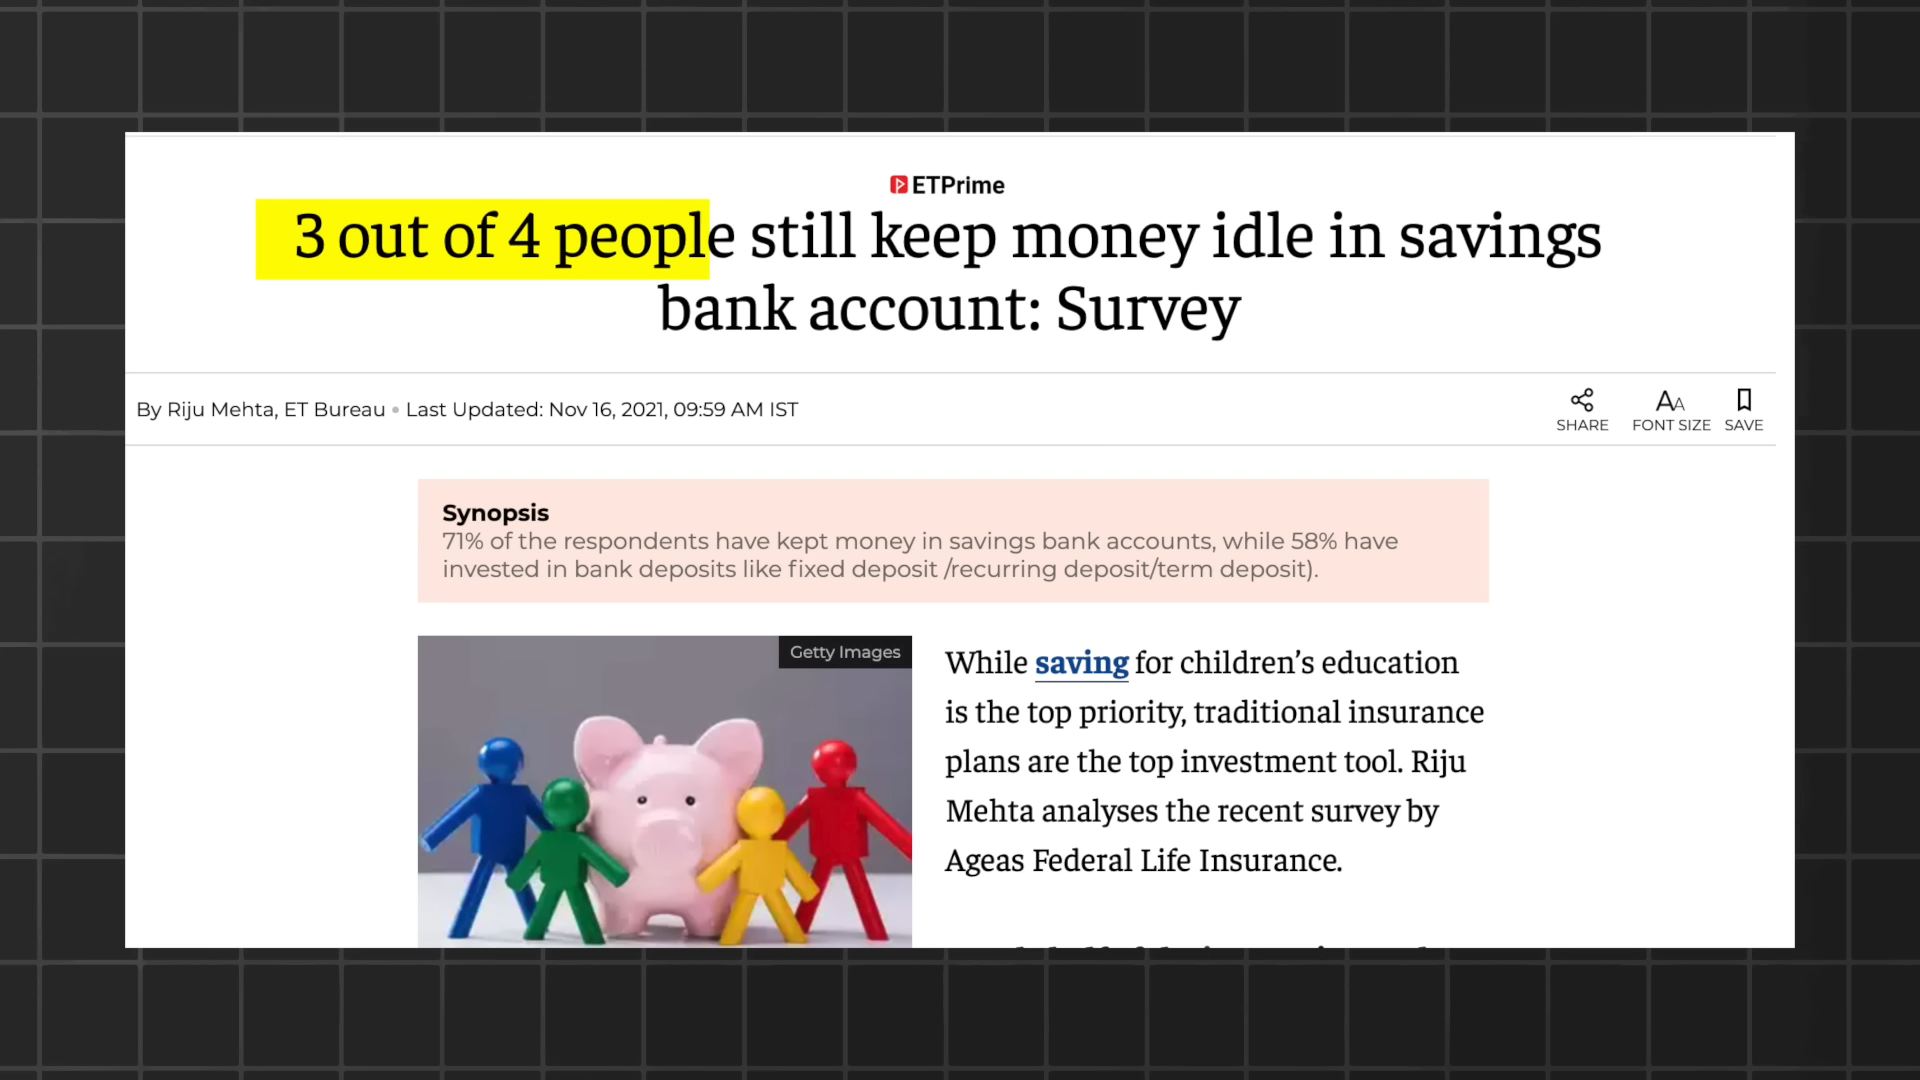 ETPrime
3 out of 4 people still keep money idle in savings
bank account: Survey
By Riju Mehta, ET Bureau • Last Updated: Nov 16, 2021, 09:59 AM IST
SHARE
FONT SIZE
SAVE
Synopsis
71% of the respondents have kept money in savings bank accounts, while 58% have
invested in bank deposits like fixed deposit /recurring deposit/term deposit).
Getty Images
While saving for children’s education
is the top priority, traditional insurance
plans are the top investment tool. Riju
Mehta analyses the recent survey by
Ageas Federal Life Insurance.